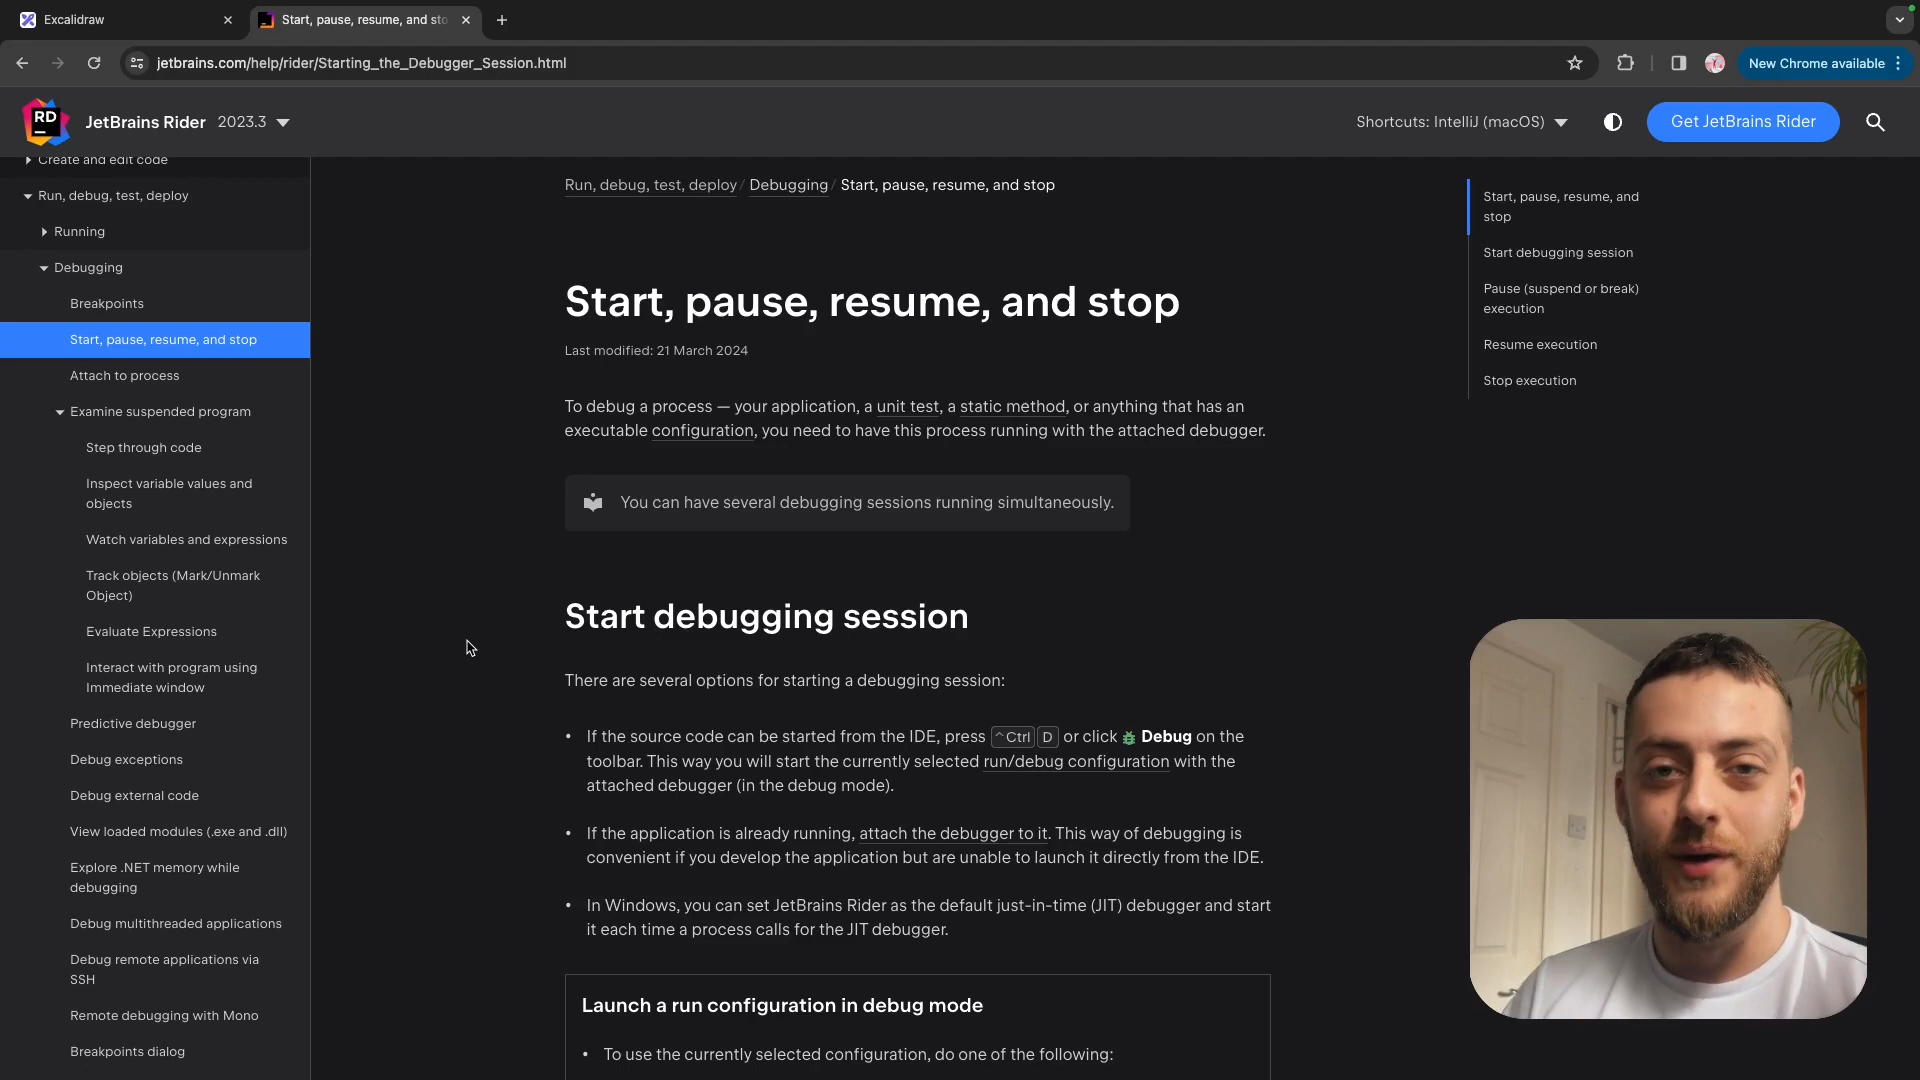 Excalidraw
Start, pause, resume, and sto
jetbrains.com/help/rider/Starting_the_Debugger_Session.html
New Chrome available
RD
JetBrains Rider 2023.3
Shortcuts: IntelliJ (macOS)
Get JetBrains Rider
Create and edit code
Run, debug, test, deploy
Running
Debugging
Breakpoints
Start, pause, resume, and stop
Attach to process
Examine suspended program
Step through code
Inspect variable values and
objects
Watch variables and expressions
Track objects (Mark/Unmark
Object)
Evaluate Expressions
Interact with program using
Immediate window
Predictive debugger
Debug exceptions
Debug external code
View loaded modules (.exe and .dll)
Explore .NET memory while
debugging
Debug multithreaded applications
Debug remote applications via
SSH
Remote debugging with Mono
Breakpoints dialog
Run, debug, test, deploy / Debugging / Start, pause, resume, and stop
Start, pause, resume, and stop
Last modified: 21 March 2024
To debug a process — your application, a unit test, a static method, or anything that has an
executable configuration, you need to have this process running with the attached debugger.
You can have several debugging sessions running simultaneously.
Start debugging session
There are several options for starting a debugging session:
• If the source code can be started from the IDE, press ^Ctrl D or click Debug on the
toolbar. This way you will start the currently selected run/debug configuration with the
attached debugger (in the debug mode).
• If the application is already running, attach the debugger to it. This way of debugging is
convenient if you develop the application but are unable to launch it directly from the IDE.
• In Windows, you can set JetBrains Rider as the default just-in-time (JIT) debugger and start
it each time a process calls for the JIT debugger.
Launch a run configuration in debug mode
• To use the currently selected configuration, do one of the following:
Start, pause, resume, and
stop
Start debugging session
Pause (suspend or break)
execution
Resume execution
Stop execution